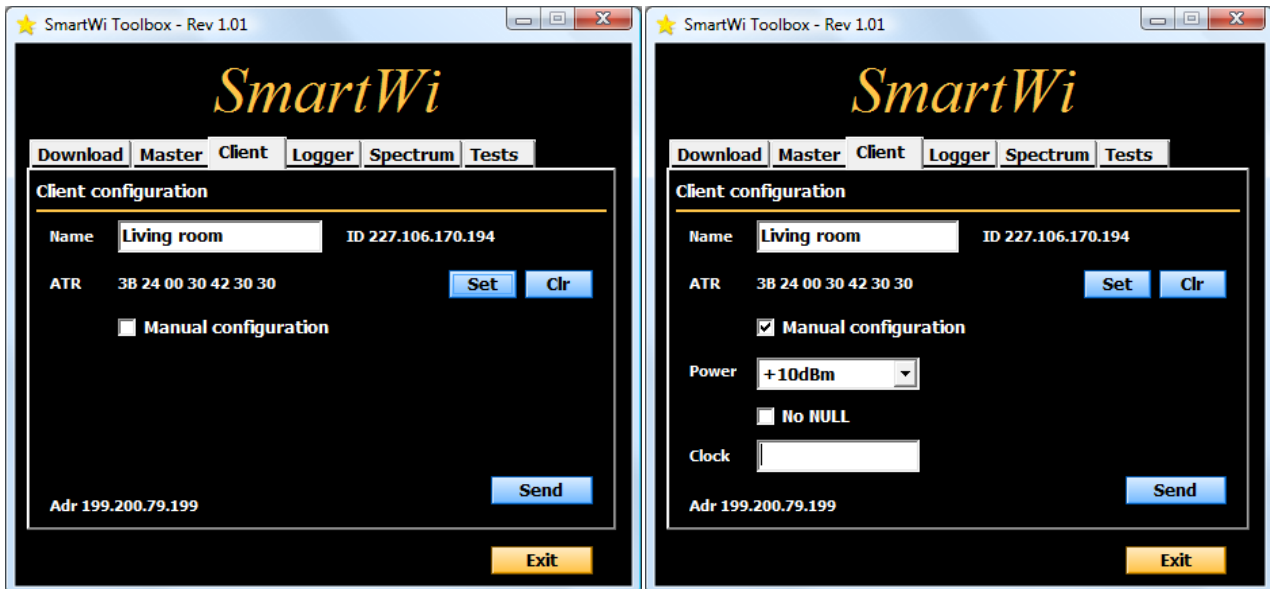 SmartWi Toolbox - Rev 1.01
SmartWi
Download Master Client Logger Spectrum Tests
Client configuration
Name Living room ID 227.106.170.194
ATR 3B 24 00 30 42 30 30 Set Clr
Manual configuration
Send
Adr 199.200.79.199
Exit
SmartWi Toolbox - Rev 1.01
SmartWi
Download Master Client Logger Spectrum Tests
Client configuration
Name Living room ID 227.106.170.194
ATR 3B 24 00 30 42 30 30 Set Clr
Manual configuration
Power +10dBm
No NULL
Clock
Send
Adr 199.200.79.199
Exit